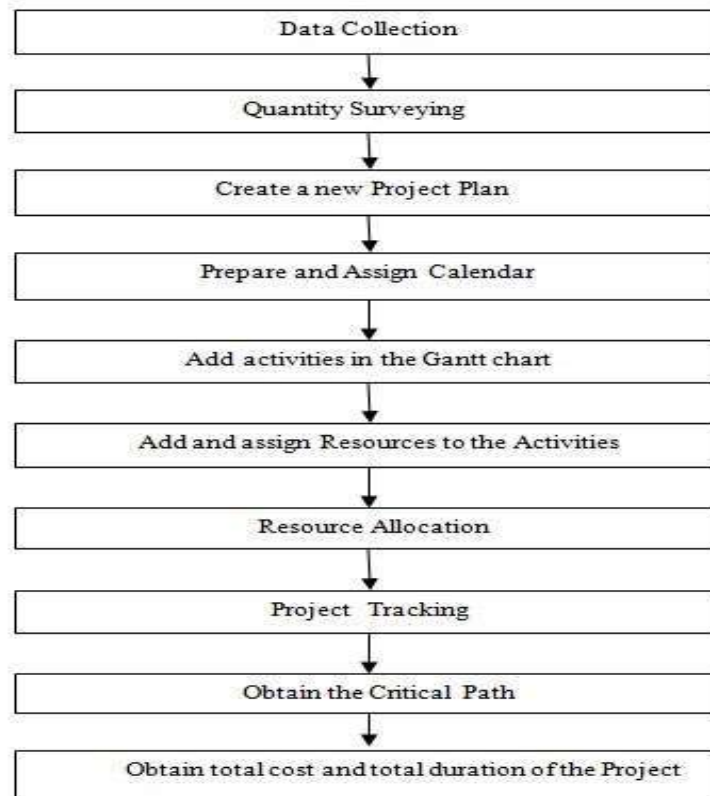 Data Collection
Quantity Surveying
Create a new Project Plan
Prepare and Assign Calendar
Add activities in the Gantt chart
Add and assign Resources to the Activities
Resource Allocation
Project Tracking
Obtain the Critical Path
Obtain total cost and total duration of the Project